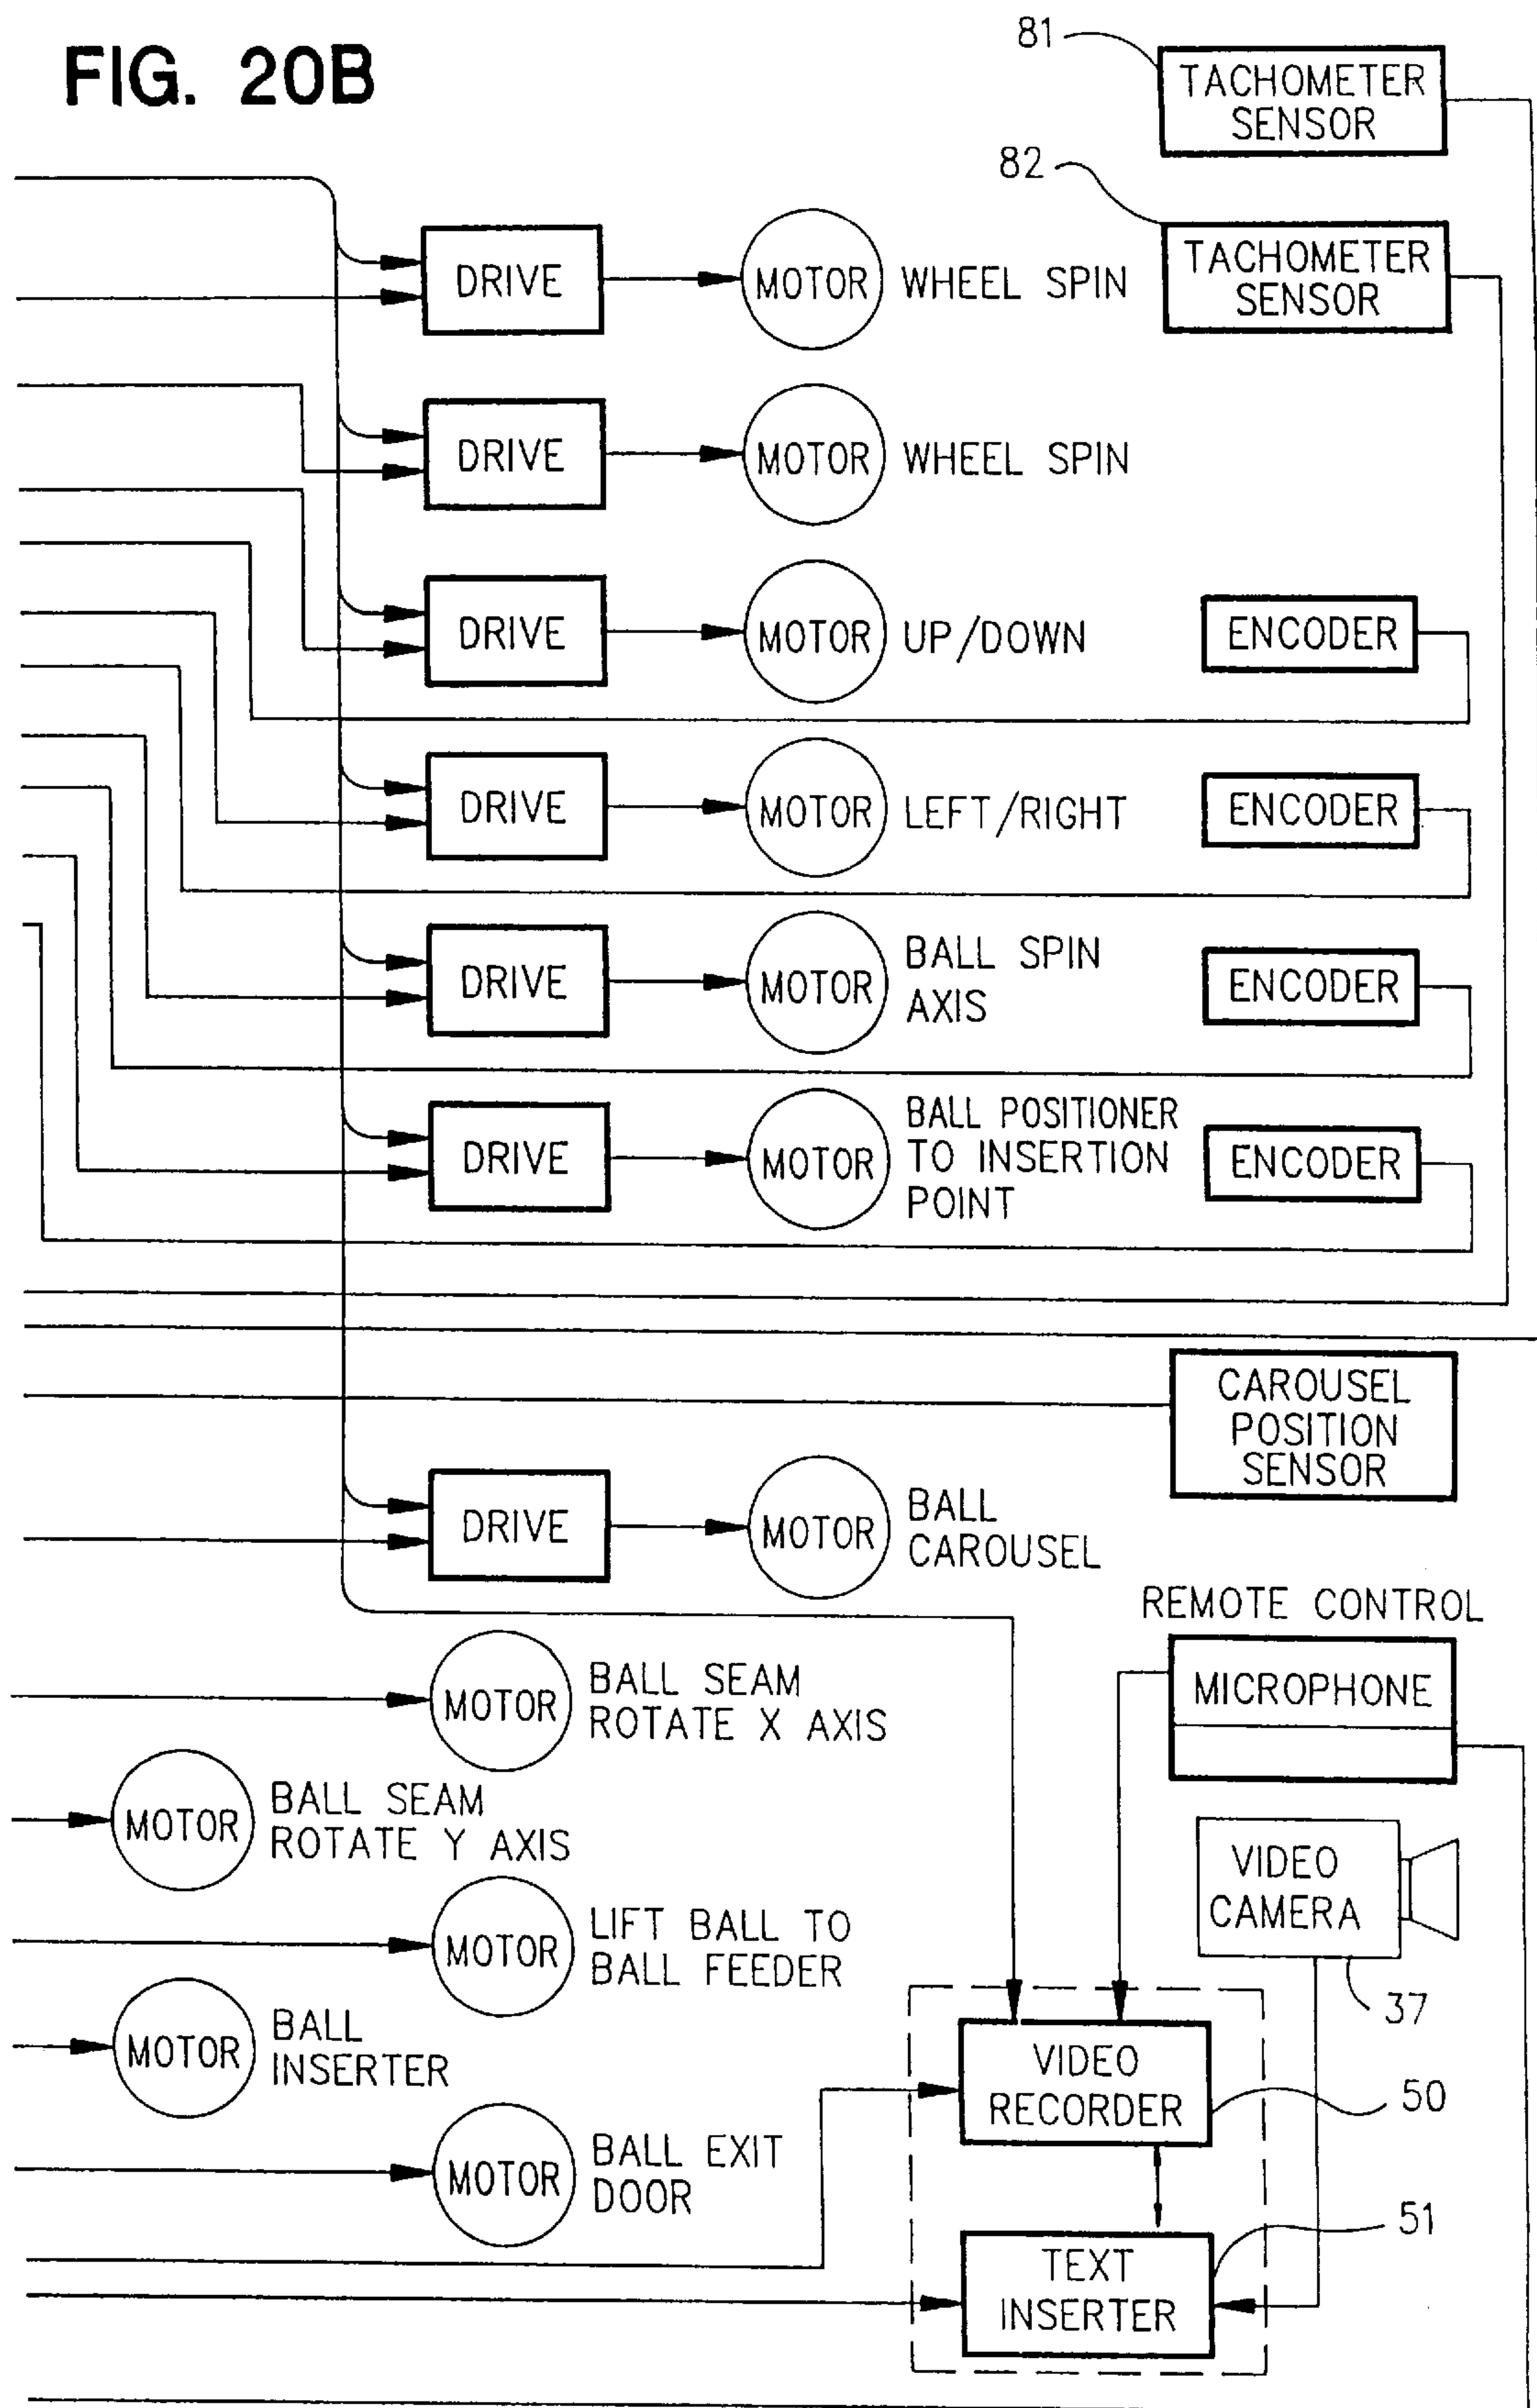 FIG. 20B
81
TACHOMETER
SENSOR
82
TACHOMETER
SENSOR
DRIVE
MOTOR
WHEEL SPIN
DRIVE
MOTOR
WHEEL SPIN
DRIVE
MOTOR
UP/DOWN
ENCODER
DRIVE
MOTOR
LEFT/RIGHT
ENCODER
DRIVE
MOTOR
BALL SPIN
AXIS
ENCODER
DRIVE
MOTOR
BALL POSITIONER
TO INSERTION
POINT
ENCODER
CAROUSEL
POSITION
SENSOR
DRIVE
MOTOR
BALL
CAROUSEL
REMOTE CONTROL
MICROPHONE
MOTOR
BALL SEAM
ROTATE X AXIS
MOTOR
BALL SEAM
ROTATE Y AXIS
VIDEO
CAMERA
37
MOTOR
LIFT BALL TO
BALL FEEDER
MOTOR
BALL
INSERTER
VIDEO
RECORDER
50
MOTOR
BALL EXIT
DOOR
TEXT
INSERTER
51